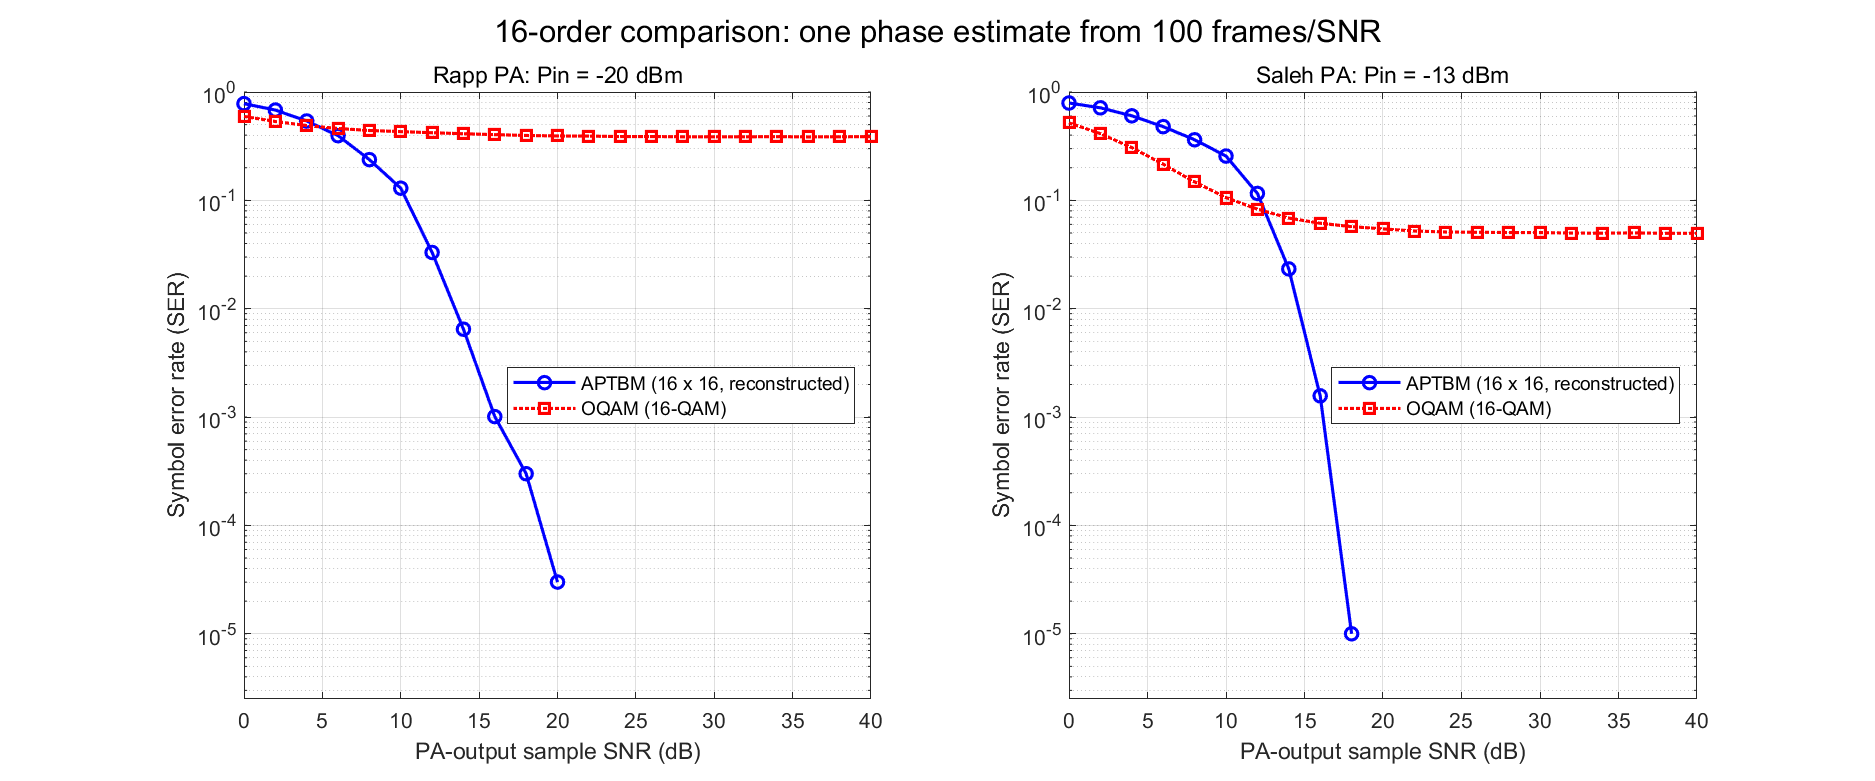 16-order comparison: one phase estimate from 100 frames/SNR
Rapp PA: Pin = -20 dBm
10^0
10^-1
10^-2
10^-3
10^-4
10^-5
Symbol error rate (SER)
APTBM (16 x 16, reconstructed)
OQAM (16-QAM)
0 5 10 15 20 25 30 35 40
PA-output sample SNR (dB)
Saleh PA: Pin = -13 dBm
10^0
10^-1
10^-2
10^-3
10^-4
10^-5
Symbol error rate (SER)
APTBM (16 x 16, reconstructed)
OQAM (16-QAM)
0 5 10 15 20 25 30 35 40
PA-output sample SNR (dB)